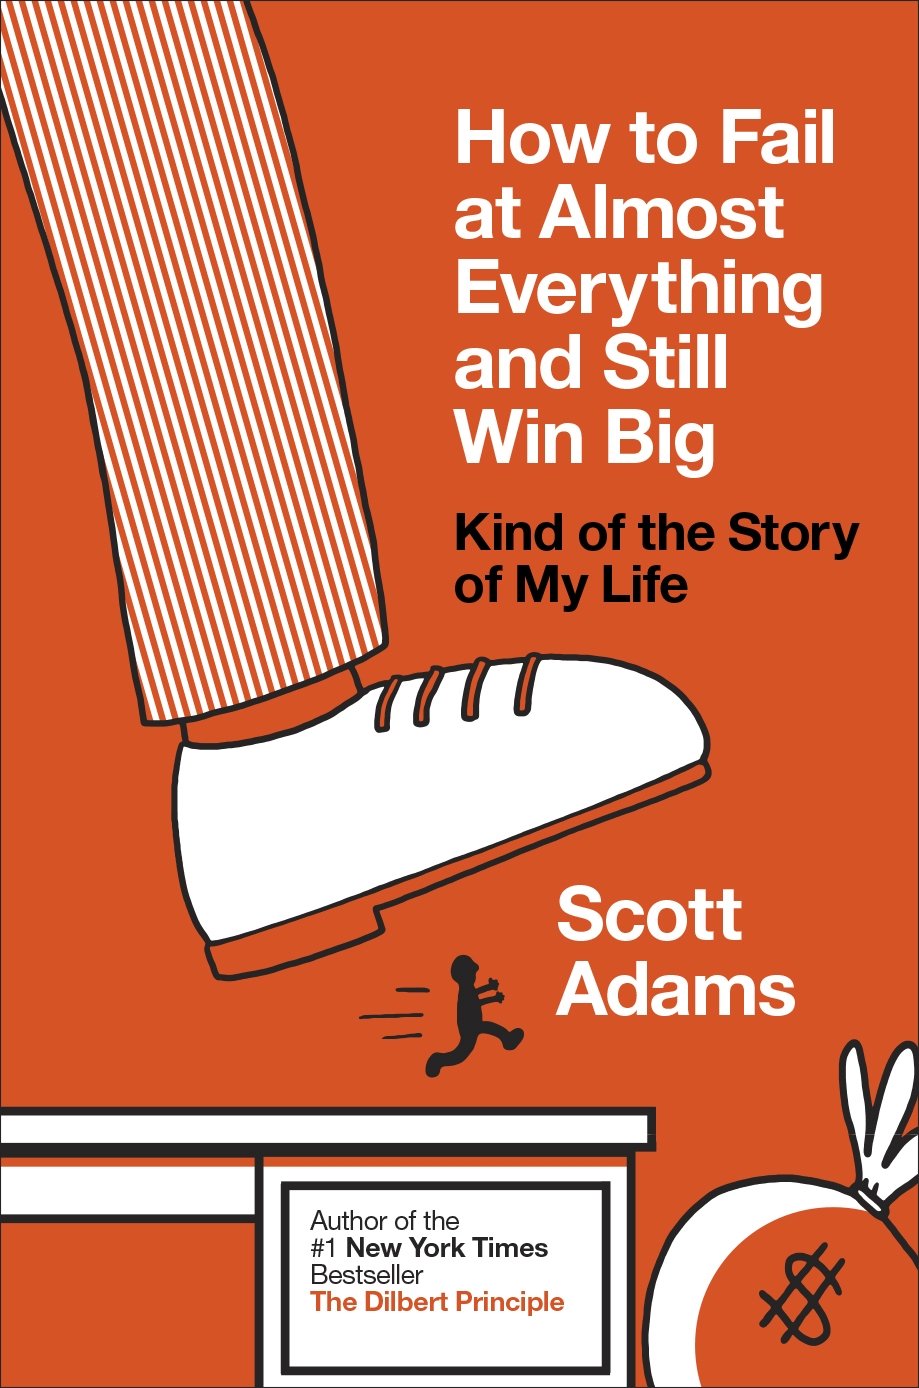 How to Fail
at Almost
Everything
and Still
Win Big
Kind of the Story
of My Life
Scott
Adams
Author of the
#1 New York Times
Bestseller
The Dilbert Principle
$